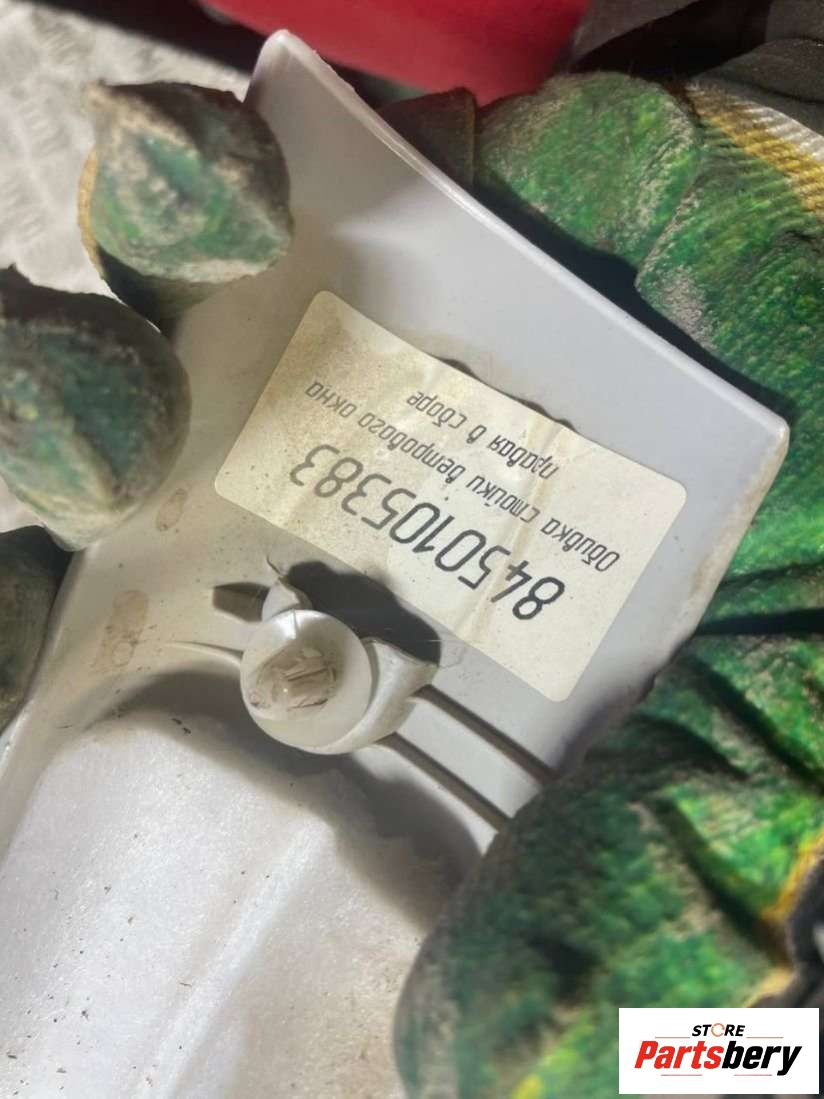 8450105383
Обивка стойки ветрового окна
правая в сборе
STORE
Partsbery